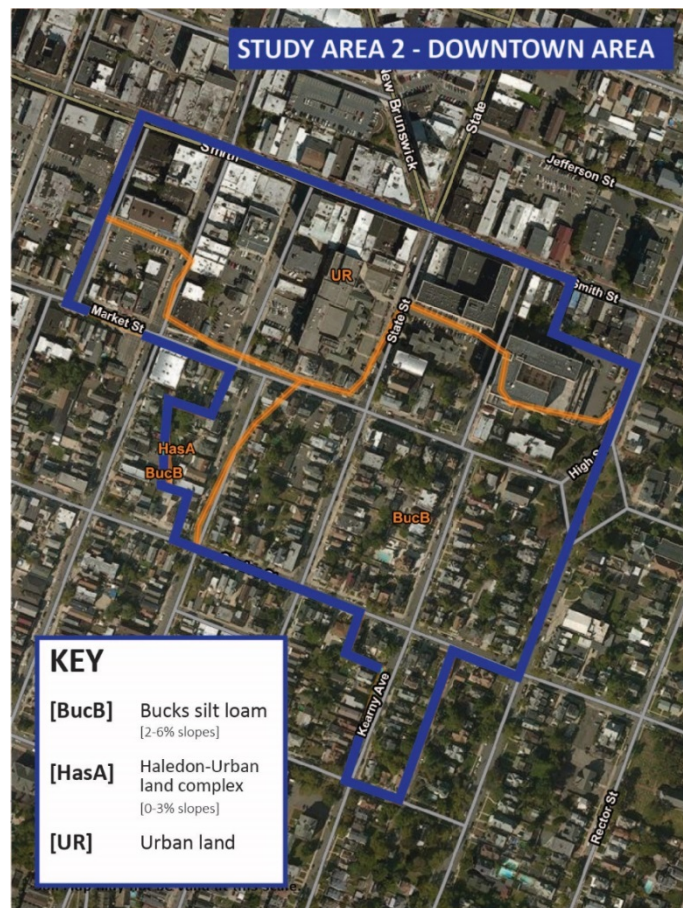 STUDY AREA 2 - DOWNTOWN AREA
New Brunswick
State
Smith
Jefferson St
UR
Smith St
State St
Market St
HasA
BucB
BucB
Kearny Ave
Rector St
KEY
[BucB] Bucks silt loam
[2-6% slopes]
[HasA] Haledon-Urban
land complex
[0-3% slopes]
[UR] Urban land